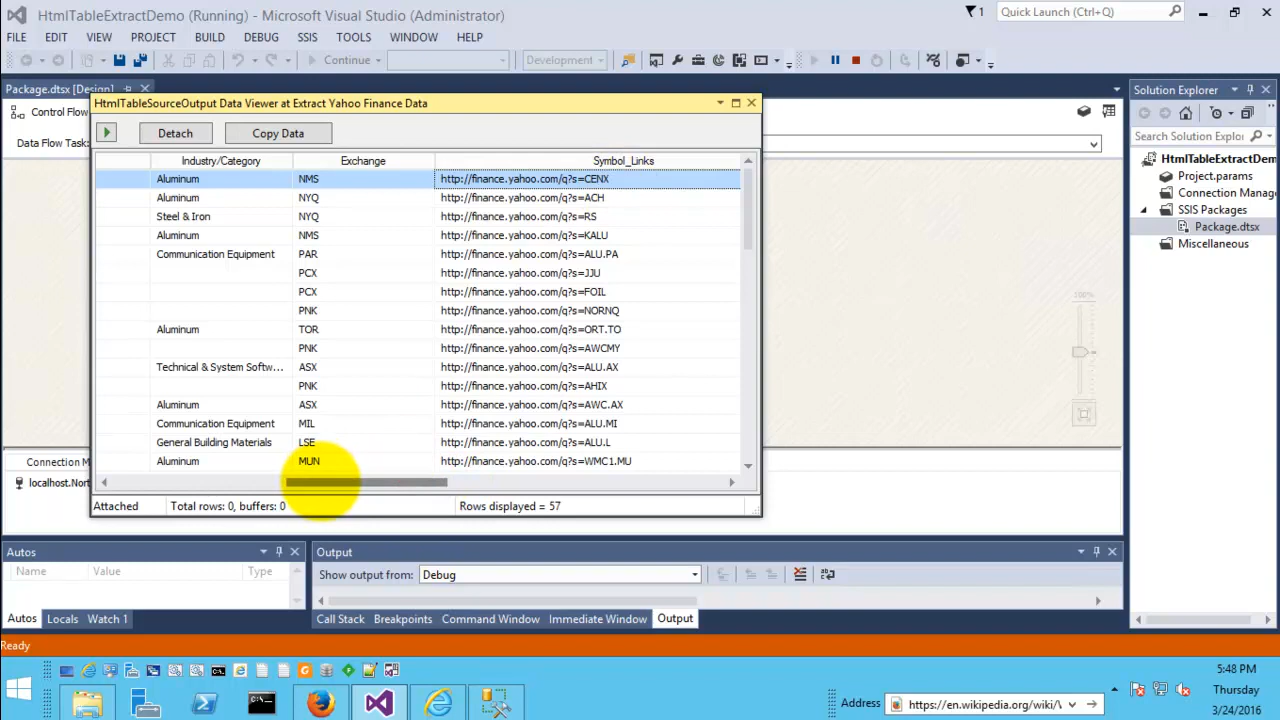 HtmlTableExtractDemo (Running) - Microsoft Visual Studio (Administrator)
1
Quick Launch (Ctrl+Q)
FILE EDIT VIEW PROJECT BUILD DEBUG SSIS TOOLS WINDOW HELP
Continue
Development
Package.dtsx [Design]
Solution Explorer
Control Flow
Data Flow Task:
HtmlTableSourceOutput Data Viewer at Extract Yahoo Finance Data
Detach
Copy Data
Industry/Category Exchange Symbol_Links
Aluminum NMS http://finance.yahoo.com/q?s=CENX
Aluminum NYQ http://finance.yahoo.com/q?s=ACH
Steel & Iron NYQ http://finance.yahoo.com/q?s=RS
Aluminum NMS http://finance.yahoo.com/q?s=KALU
Communication Equipment PAR http://finance.yahoo.com/q?s=ALU.PA
PCX http://finance.yahoo.com/q?s=JJU
PCX http://finance.yahoo.com/q?s=FOIL
PNK http://finance.yahoo.com/q?s=NORNQ
Aluminum TOR http://finance.yahoo.com/q?s=ORT.TO
PNK http://finance.yahoo.com/q?s=AWCMY
Technical & System Softw... ASX http://finance.yahoo.com/q?s=ALU.AX
PNK http://finance.yahoo.com/q?s=AHIX
Aluminum ASX http://finance.yahoo.com/q?s=AWC.AX
Communication Equipment MIL http://finance.yahoo.com/q?s=ALU.MI
General Building Materials LSE http://finance.yahoo.com/q?s=ALU.L
Aluminum MUN http://finance.yahoo.com/q?s=WMC1.MU
Attached
Total rows: 0, buffers: 0
Rows displayed = 57
Search Solution Explo
HtmlTableExtractDem
Project.params
Connection Manag
SSIS Packages
Package.dtsx
Miscellaneous
100%
Connection M
localhost.Nort
Autos
Name Value Type
Autos Locals Watch 1
Output
Show output from: Debug
Call Stack Breakpoints Command Window Immediate Window Output
Ready
Address
https://en.wikipedia.org/wiki/V
5:48 PM
Thursday
3/24/2016